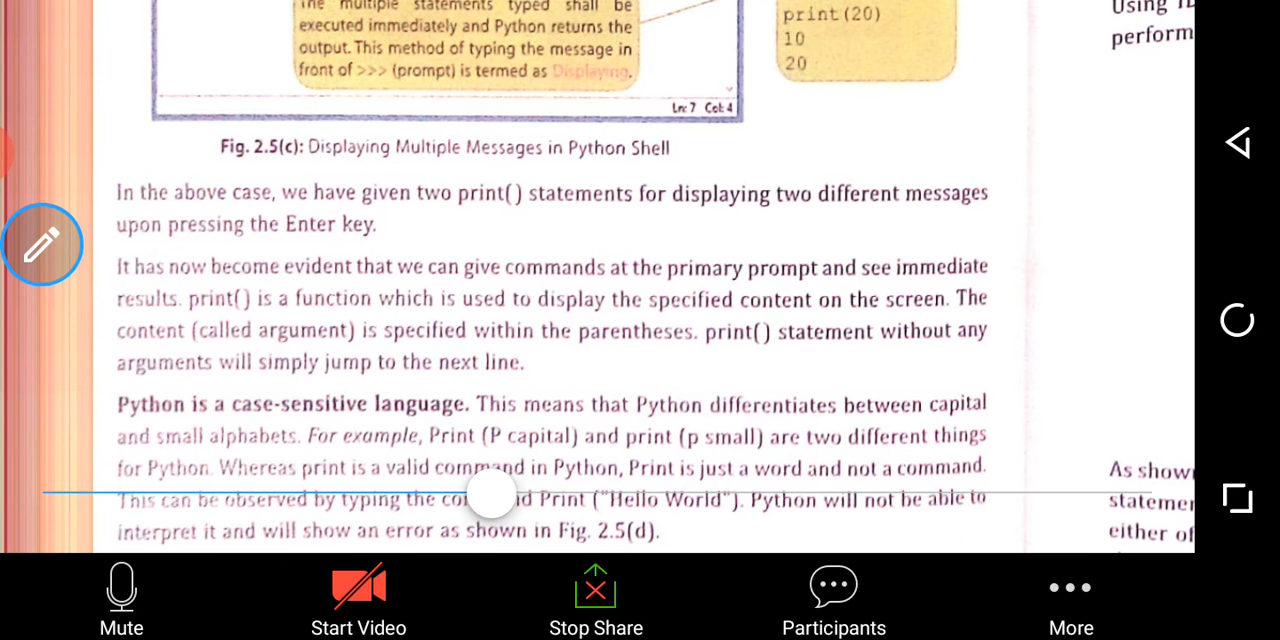 The multiple statements typed shall be
executed immediately and Python returns the
output. This method of typing the message in
front of >>> (prompt) is termed as Displaying.
print(20)
10
20
Ln: 7 Col: 4
Fig. 2.5(c): Displaying Multiple Messages in Python Shell
In the above case, we have given two print() statements for displaying two different messages
upon pressing the Enter key.
It has now become evident that we can give commands at the primary prompt and see immediate
results. print() is a function which is used to display the specified content on the screen. The
content (called argument) is specified within the parentheses. print() statement without any
arguments will simply jump to the next line.
Python is a case-sensitive language. This means that Python differentiates between capital
and small alphabets. For example, Print (P capital) and print (p small) are two different things
for Python. Whereas print is a valid command in Python, Print is just a word and not a command.
This can be observed by typing the Print ("Hello World"). Python will not be able to
interpret it and will show an error as shown in Fig. 2.5(d).
Using
perform
As shown
either of
Mute
Start Video
Stop Share
Participants
More